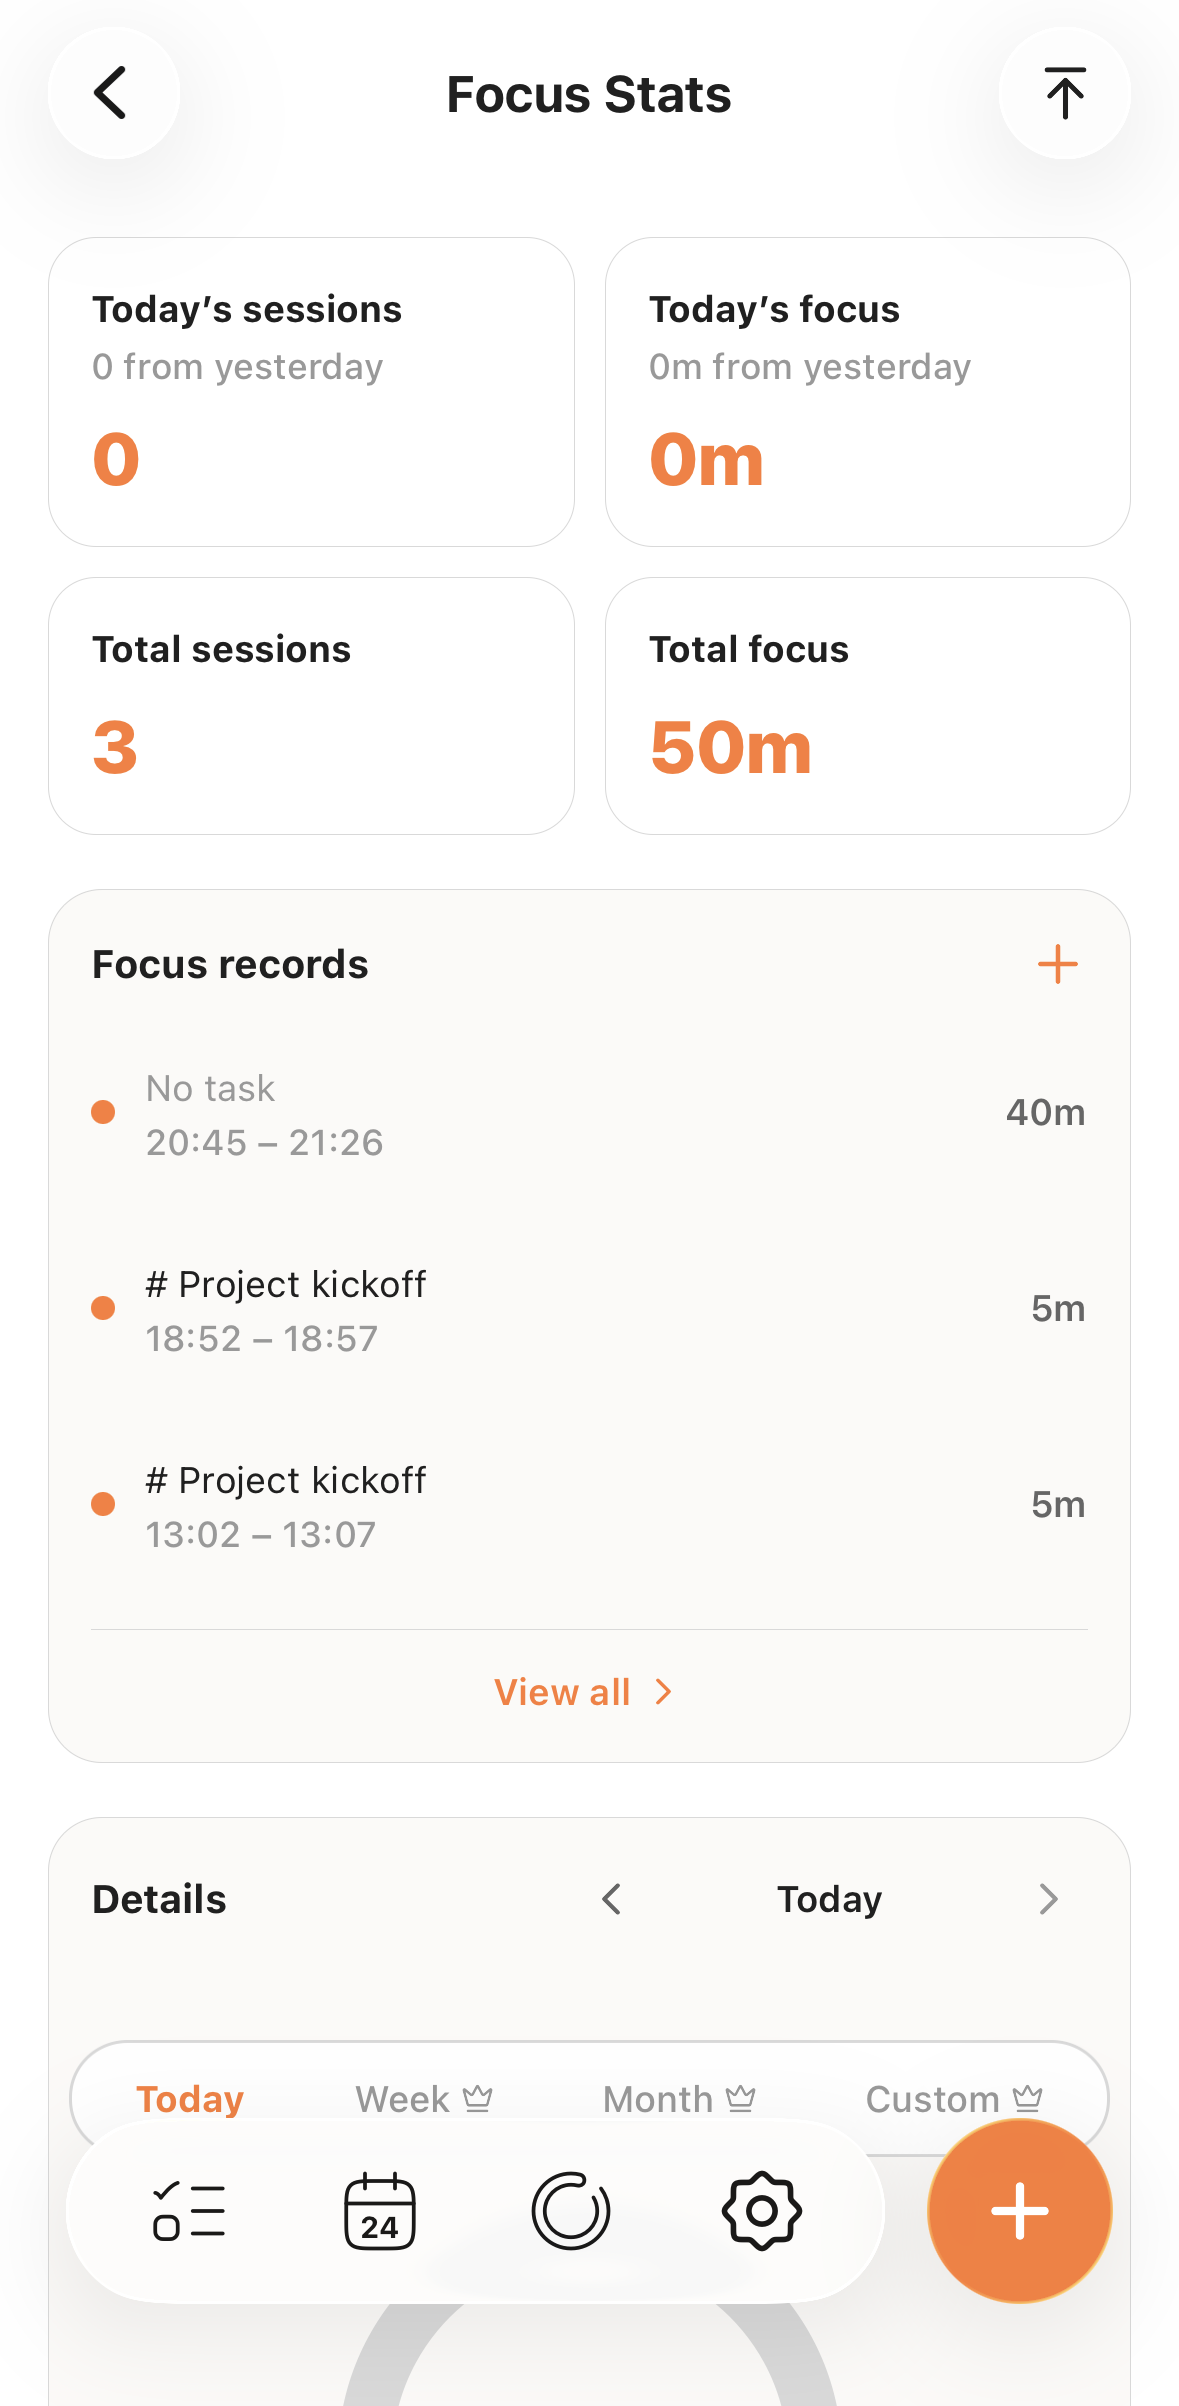 Focus Stats
Today’s sessions
0 from yesterday
0
Today’s focus
0m from yesterday
0m
Total sessions
3
Total focus
50m
Focus records
No task
20:45 – 21:26
40m
# Project kickoff
18:52 – 18:57
5m
# Project kickoff
13:02 – 13:07
5m
View all
Details
Today
Today
Week
Month
Custom
24